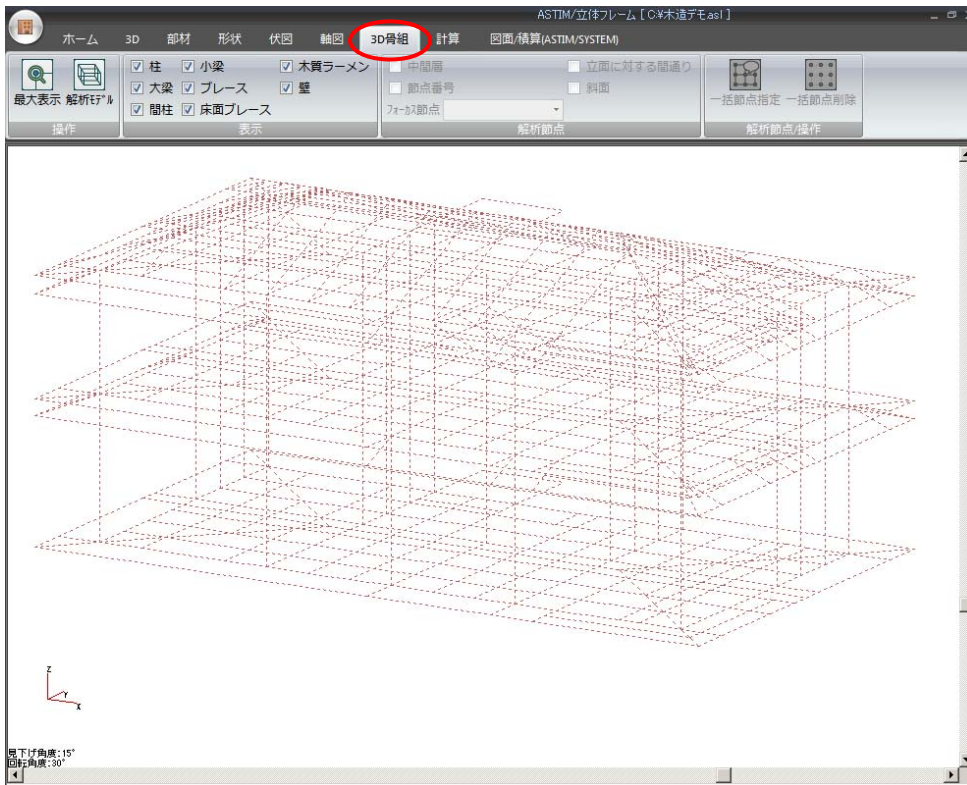 ASTIM/立体フレーム [ C:¥木造デモ.asl ]
ホーム 3D 部材 形状 伏図 軸図 3D骨組 計算 図面/積算(ASTIM/SYSTEM)
柱 小梁 木質ラーメン 中間層 立面に対する間通り
大梁 ブレース 壁 節点番号 斜面
最大表示 解析ﾓﾃﾞﾙ 間柱 床面ブレース ﾌｫｰｶｽ節点 一括節点指定 一括節点削除
操作 表示 解析節点 解析節点/操作
Z
Y
X
見下げ角度:15°
回転角度:30°